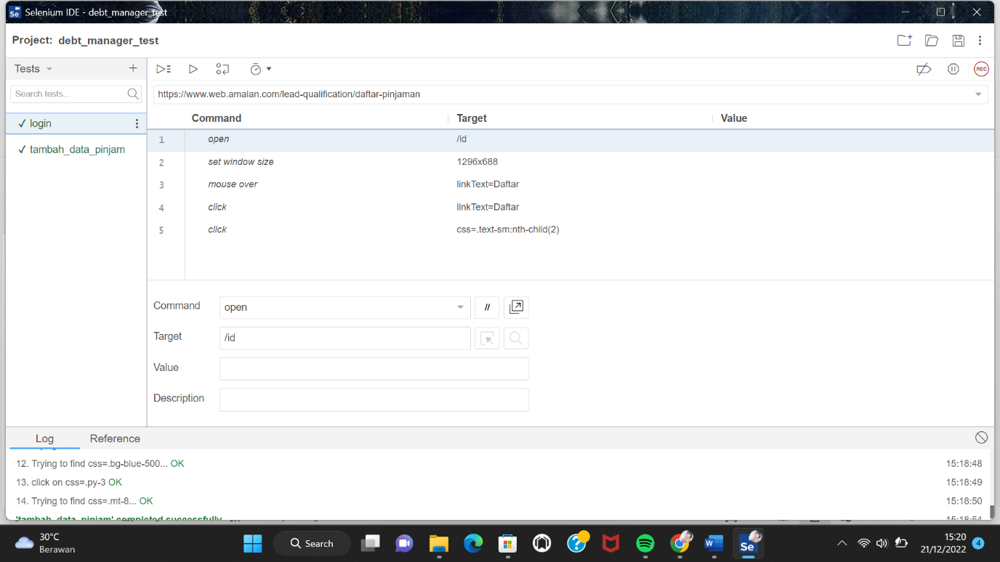 Selenium IDE - debt_manager_test
Project: debt_manager_test
Tests
Search tests...
✓ login
✓ tambah_data_pinjam
https://www.web.amalan.com/lead-qualification/daftar-pinjaman
Command Target Value
1 open /id
2 set window size 1296x688
3 mouse over linkText=Daftar
4 click linkText=Daftar
5 click css=.text-sm:nth-child(2)
Command open //
Target /id
Value
Description
Log Reference
12. Trying to find css=.bg-blue-500... OK 15:18:48
13. click on css=.py-3 OK 15:18:49
14. Trying to find css=.mt-8... OK 15:18:50
'tambah_data_pinjam' completed successfully 15:18:54
30°C
Berawan
Search
Se
15:20
21/12/2022
4
REC